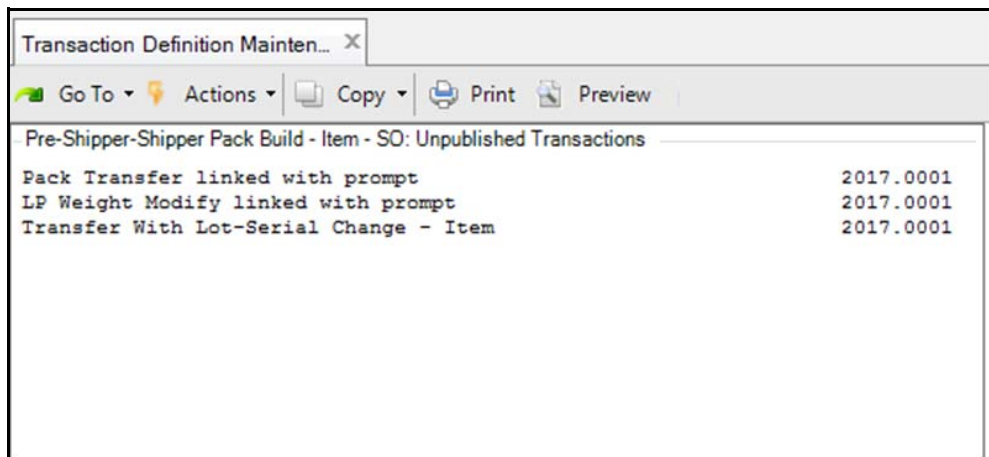 Transaction Definition Mainten...
Go To Actions Copy Print Preview
Pre-Shipper-Shipper Pack Build - Item - SO: Unpublished Transactions
Pack Transfer linked with prompt 2017.0001
LP Weight Modify linked with prompt 2017.0001
Transfer With Lot-Serial Change - Item 2017.0001